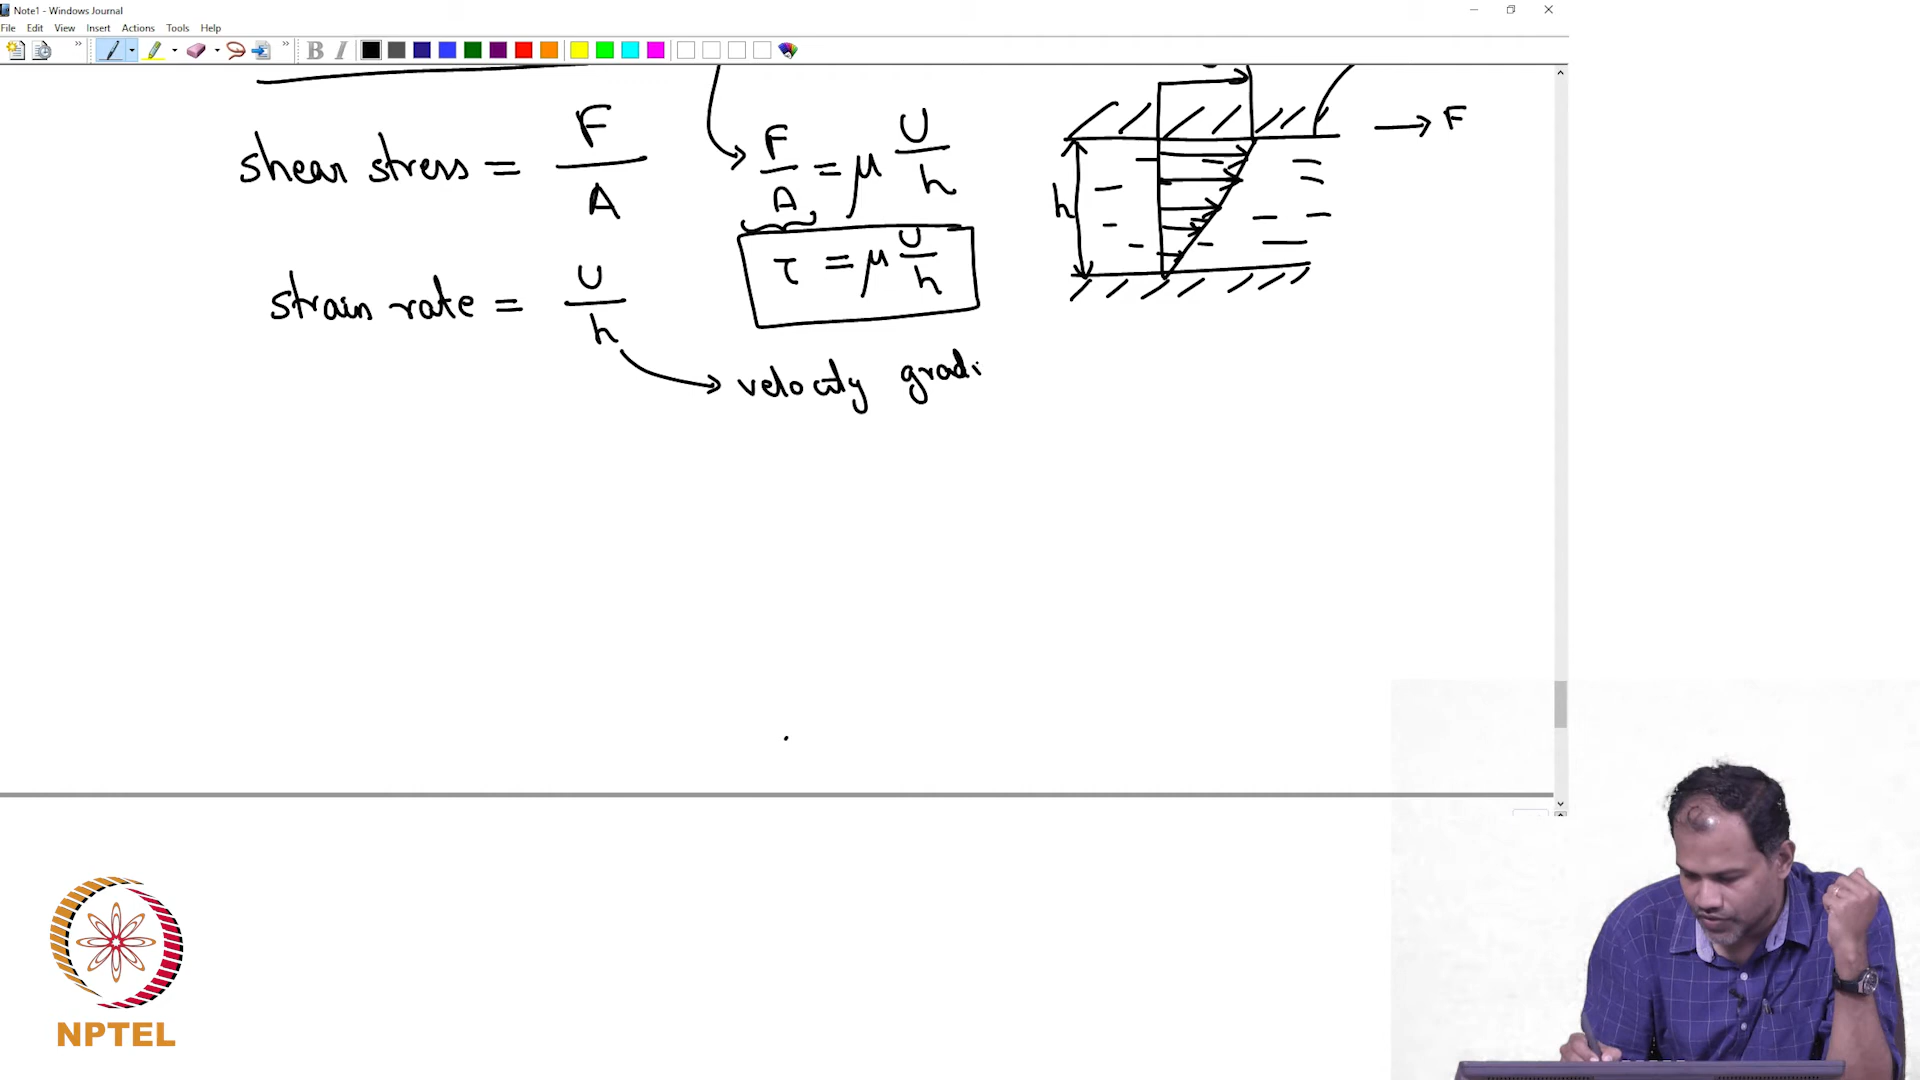 Note1 - Windows Journal
File Edit View Insert Actions Tools Help
B I
shear stress = F/A
F/A = μ U/h
τ = μ U/h
strain rate = U/h
velocity gradi
h
F
NPTEL